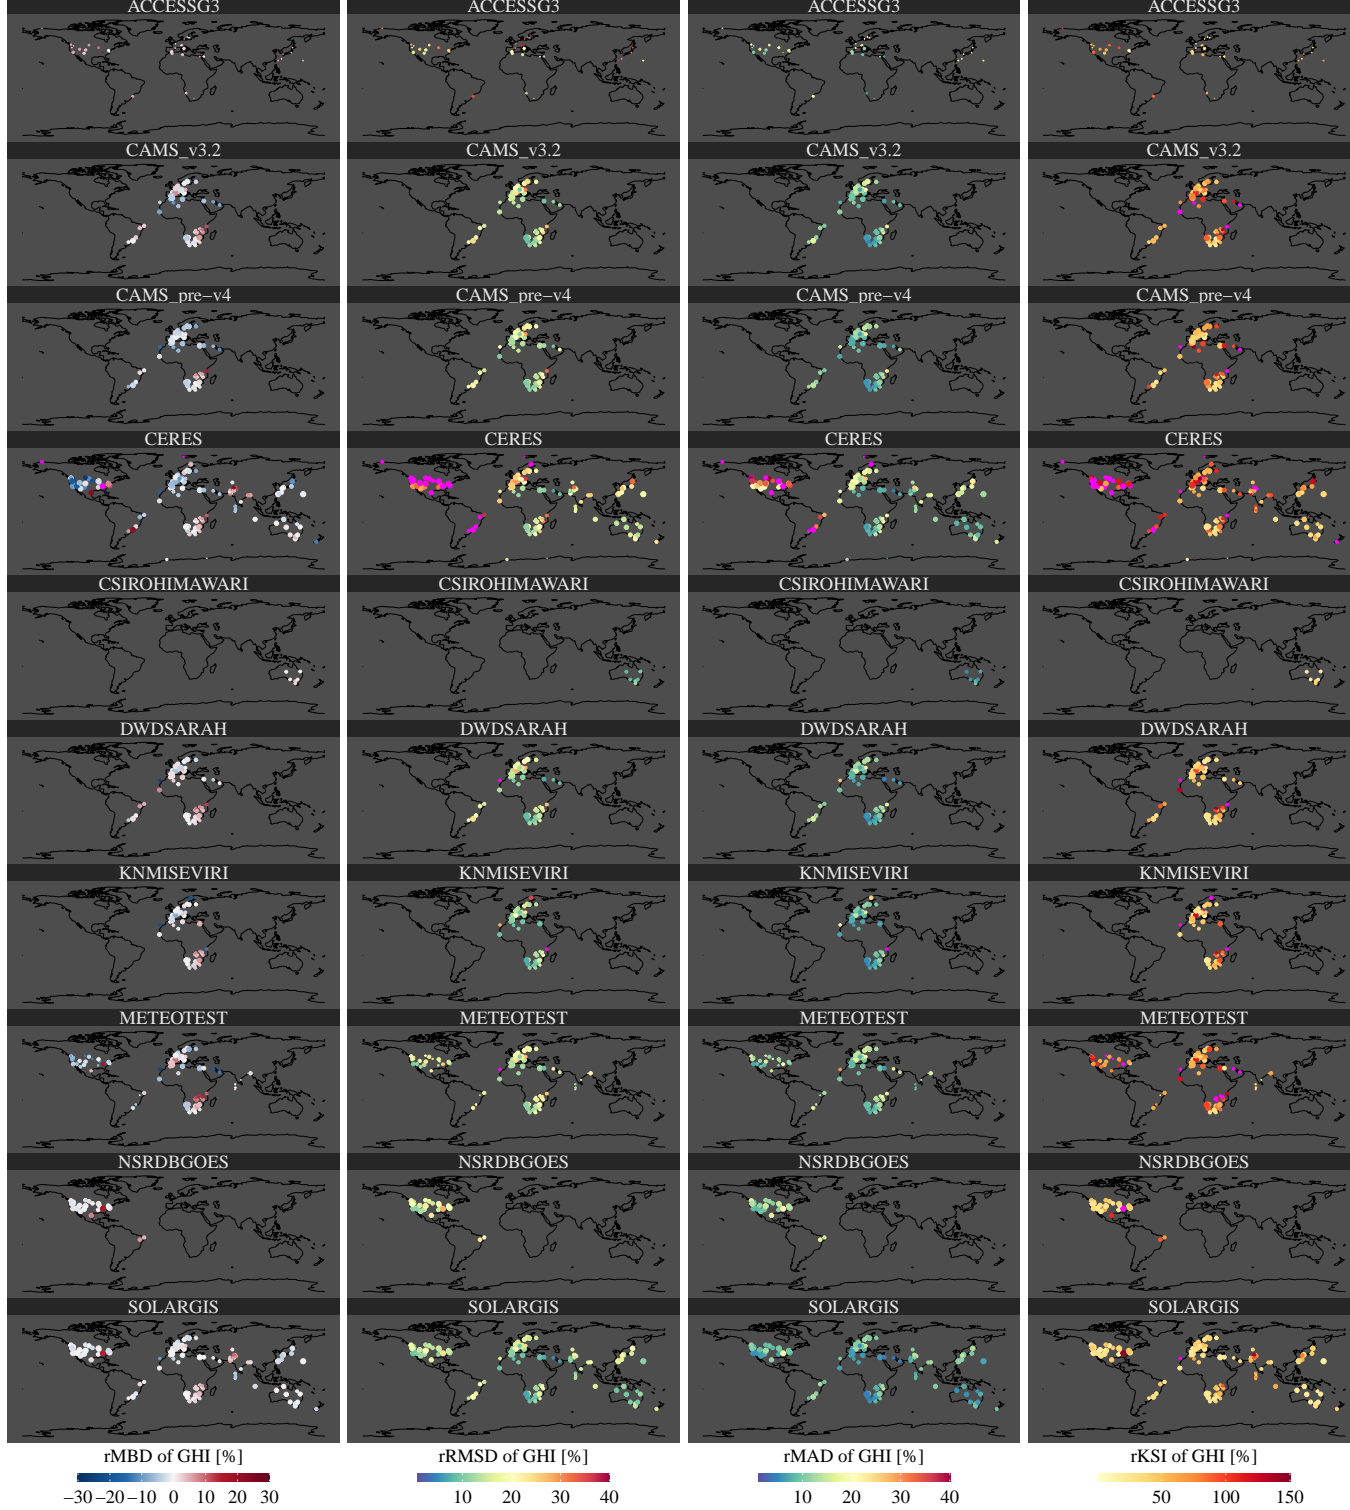 ACCESSG3 ACCESSG3 ACCESSG3 ACCESSG3
CAMS_v3.2 CAMS_v3.2 CAMS_v3.2 CAMS_v3.2
CAMS_pre−v4 CAMS_pre−v4 CAMS_pre−v4 CAMS_pre−v4
CERES CERES CERES CERES
CSIROHIMAWARI CSIROHIMAWARI CSIROHIMAWARI CSIROHIMAWARI
DWDSARAH DWDSARAH DWDSARAH DWDSARAH
KNMISEVIRI KNMISEVIRI KNMISEVIRI KNMISEVIRI
METEOTEST METEOTEST METEOTEST METEOTEST
NSRDBGOES NSRDBGOES NSRDBGOES NSRDBGOES
SOLARGIS SOLARGIS SOLARGIS SOLARGIS
rMBD of GHI [%] rRMSD of GHI [%] rMAD of GHI [%] rKSI of GHI [%]
−30 −20 −10 0 10 20 30 10 20 30 40 10 20 30 40 50 100 150